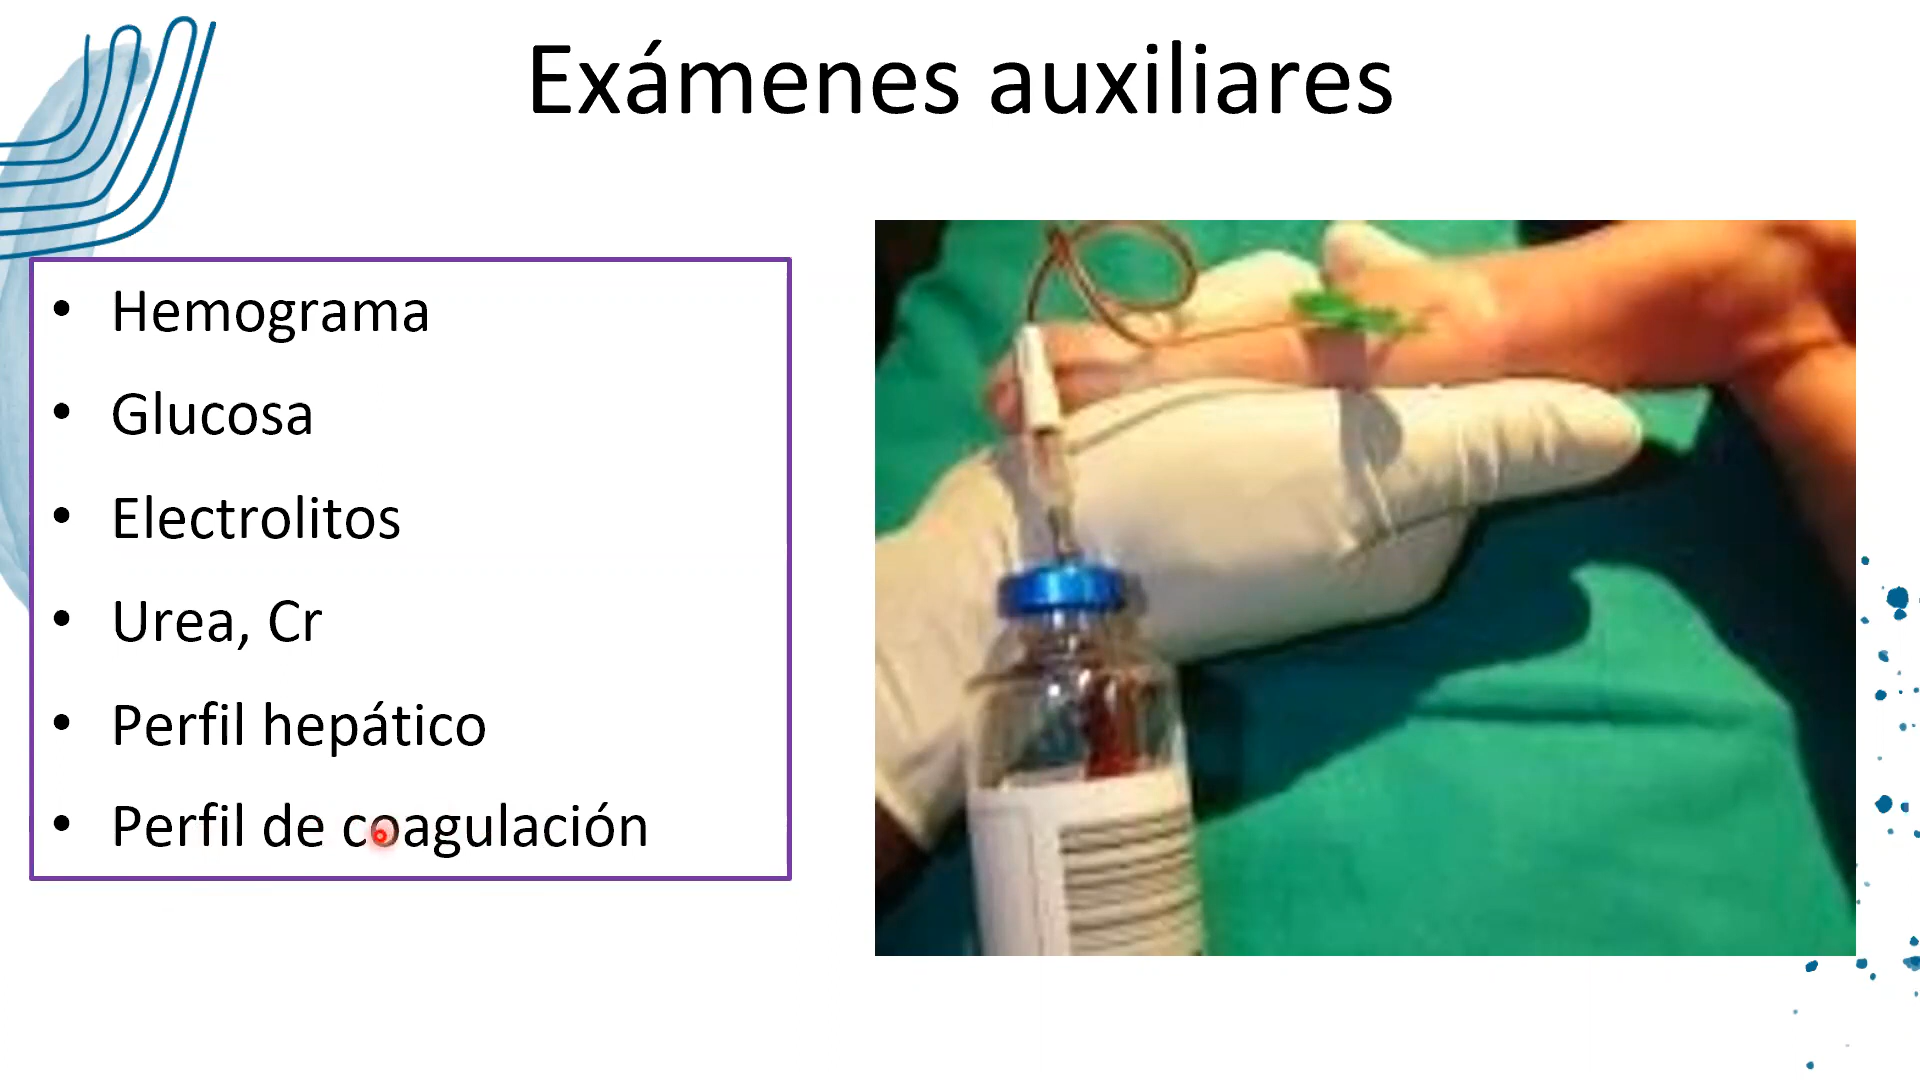 Exámenes auxiliares
• Hemograma
• Glucosa
• Electrolitos
• Urea, Cr
• Perfil hepático
• Perfil de coagulación